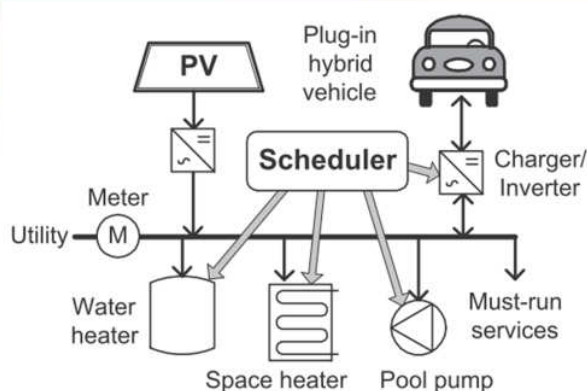 Plug-in
hybrid
vehicle
PV
Scheduler
Charger/
Inverter
Meter
Utility
M
Water
heater
Must-run
services
Space heater
Pool pump